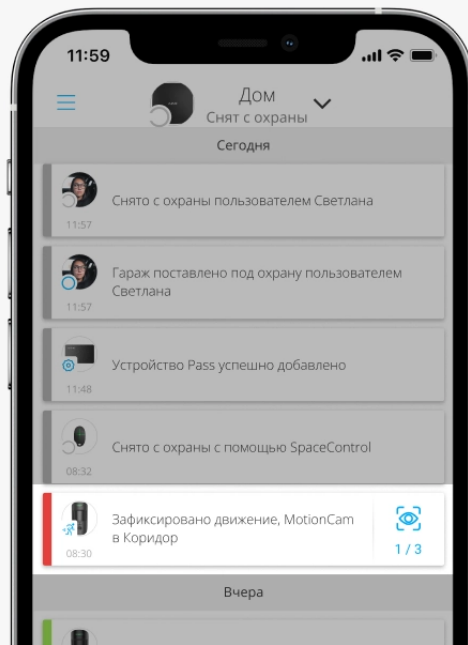 11:59
Дом
Снят с охраны
Сегодня
Снято с охраны пользователем Светлана
11:57
Гараж поставлено под охрану пользователем
Светлана
11:57
Устройство Pass успешно добавлено
11:48
Снято с охраны с помощью SpaceControl
08:32
Зафиксировано движение, MotionCam
в Коридор
08:30
1 / 3
Вчера